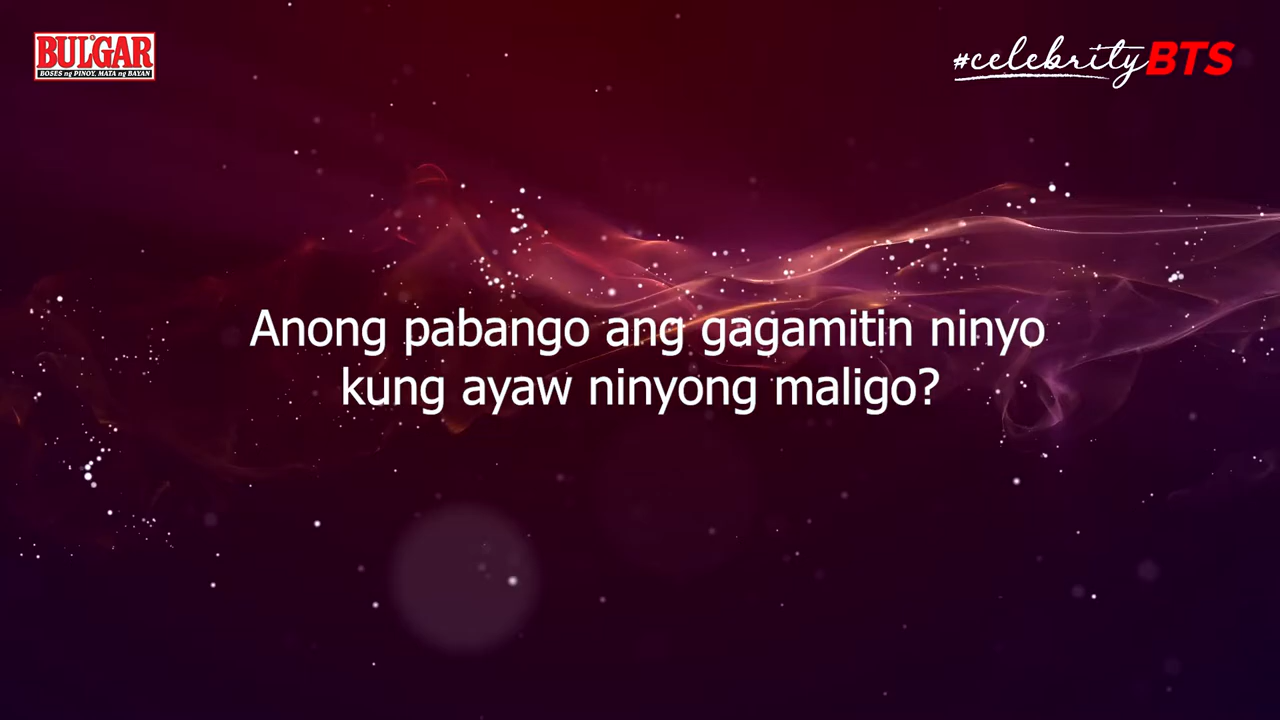 BULGAR
BOSES ng PINOY, MATA ng BAYAN
#celebrityBTS
Anong pabango ang gagamitin ninyo
kung ayaw ninyong maligo?